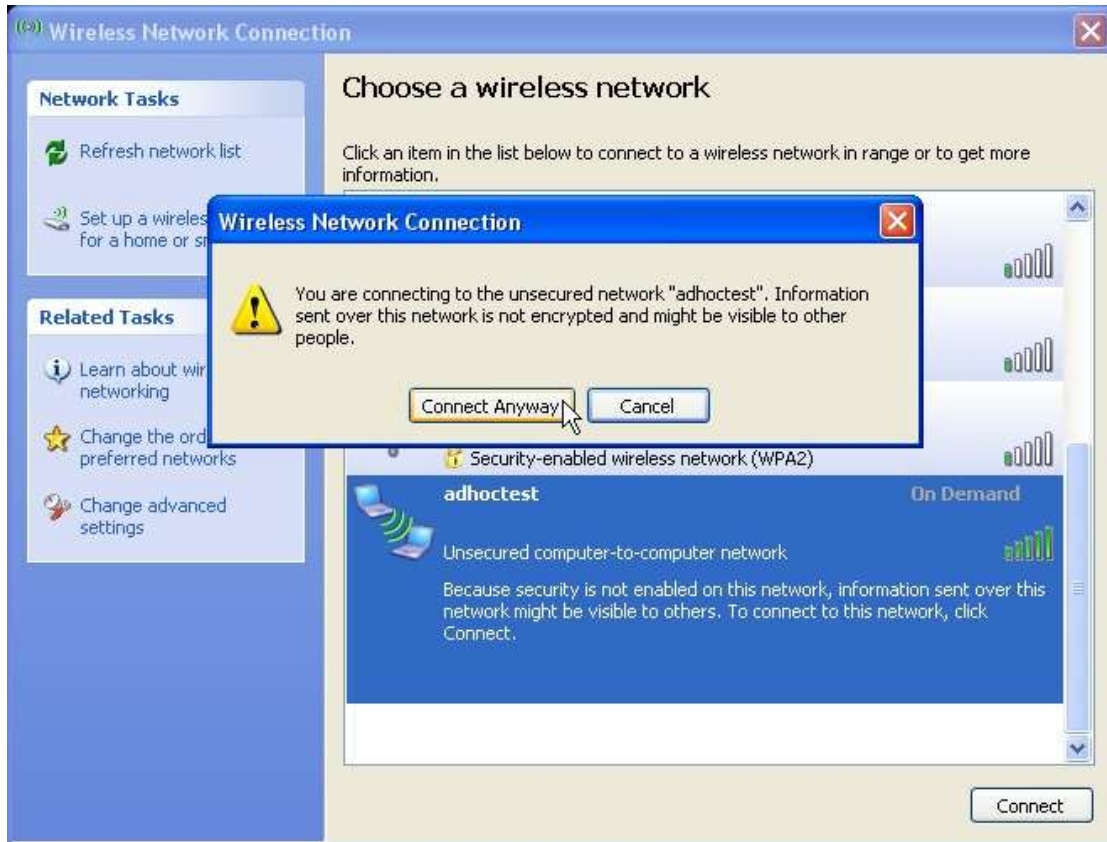 Wireless Network Connection
Network Tasks
Refresh network list
Set up a wireles
for a home or sm
Related Tasks
Learn about wir
networking
Change the ord
preferred networks
Change advanced
settings
Choose a wireless network
Click an item in the list below to connect to a wireless network in range or to get more
information.
Wireless Network Connection
You are connecting to the unsecured network "adhoctest". Information
sent over this network is not encrypted and might be visible to other
people.
Connect Anyway
Cancel
Security-enabled wireless network (WPA2)
adhoctest
On Demand
Unsecured computer-to-computer network
Because security is not enabled on this network, information sent over this
network might be visible to others. To connect to this network, click
Connect.
Connect